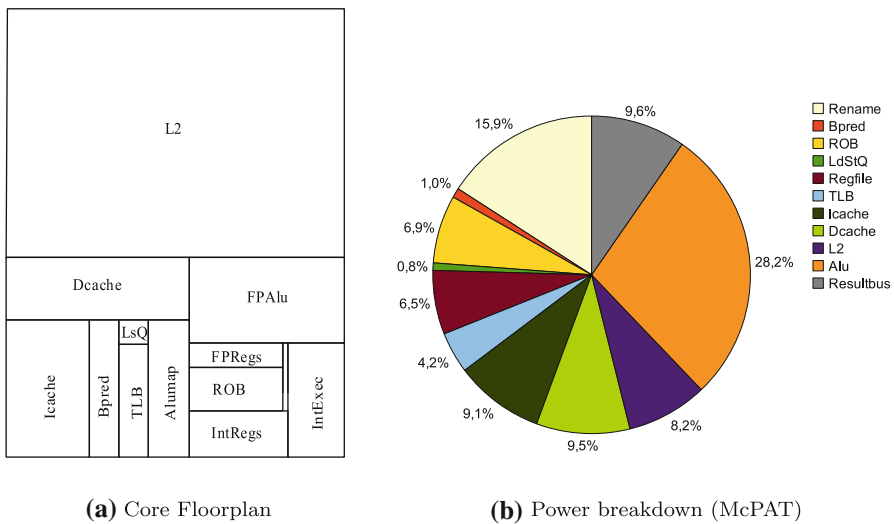 L2
Dcache
FPAlu
LsQ
Icache
Bpred
TLB
Alumap
FPRegs
ROB
IntRegs
IntExec
(a) Core Floorplan
15,9%
9,6%
1,0%
6,9%
0,8%
28,2%
6,5%
4,2%
9,1%
9,5%
8,2%
Rename
Bpred
ROB
LdStQ
Regfile
TLB
Icache
Dcache
L2
Alu
Resultbus
(b) Power breakdown (McPAT)